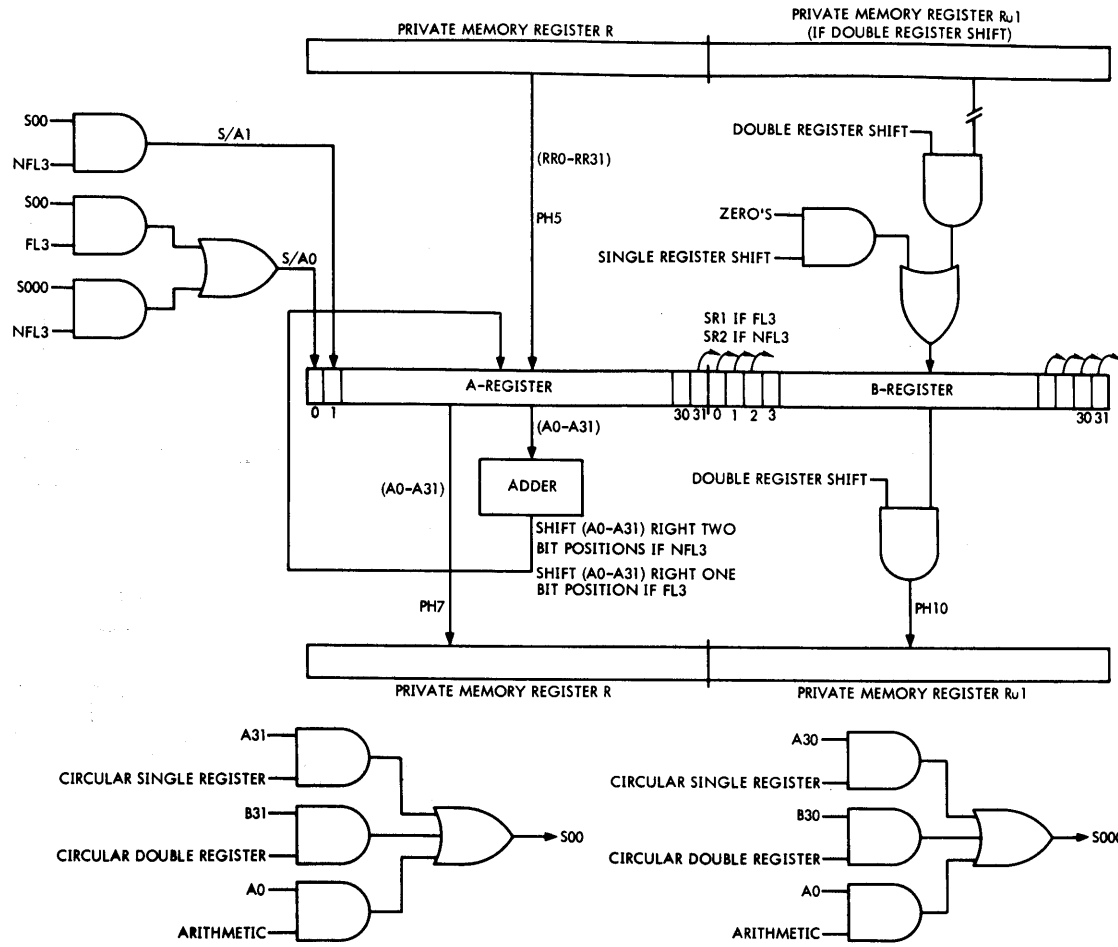 PRIVATE MEMORY REGISTER R
PRIVATE MEMORY REGISTER Ru1
(IF DOUBLE REGISTER SHIFT)
S00
NFL3
S/A1
S00
FL3
S000
NFL3
S/A0
(RR0-RR31)
PH5
DOUBLE REGISTER SHIFT
ZERO'S
SINGLE REGISTER SHIFT
SR1 IF FL3
SR2 IF NFL3
A-REGISTER
B-REGISTER
0 1
30 31 0 1 2 3
30 31
(A0-A31)
(A0-A31)
ADDER
SHIFT (A0-A31) RIGHT TWO
BIT POSITIONS IF NFL3
SHIFT (A0-A31) RIGHT ONE
BIT POSITION IF FL3
DOUBLE REGISTER SHIFT
PH7
PH10
PRIVATE MEMORY REGISTER R
PRIVATE MEMORY REGISTER Ru1
A31
CIRCULAR SINGLE REGISTER
B31
CIRCULAR DOUBLE REGISTER
A0
ARITHMETIC
S00
A30
CIRCULAR SINGLE REGISTER
B30
CIRCULAR DOUBLE REGISTER
A0
ARITHMETIC
S000